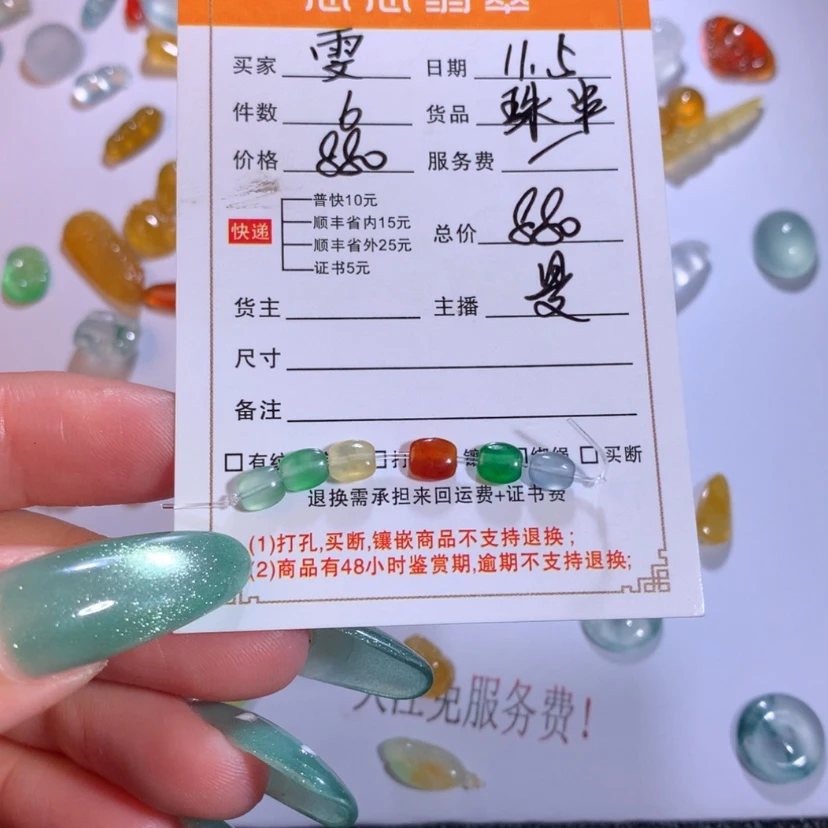 翡翠
买家 雯 日期 11.5
件数 6 货品 珠串
价格 880 服务费
普快10元
顺丰省内15元
快递 总价 880
顺丰省外25元
证书5元
货主 主播
尺寸
备注
买断
退换需承担来回运费+证书费
(1)打孔,买断,镶嵌商品不支持退换;
(2)商品有48小时鉴赏期,逾期不支持退换;
免服务费!